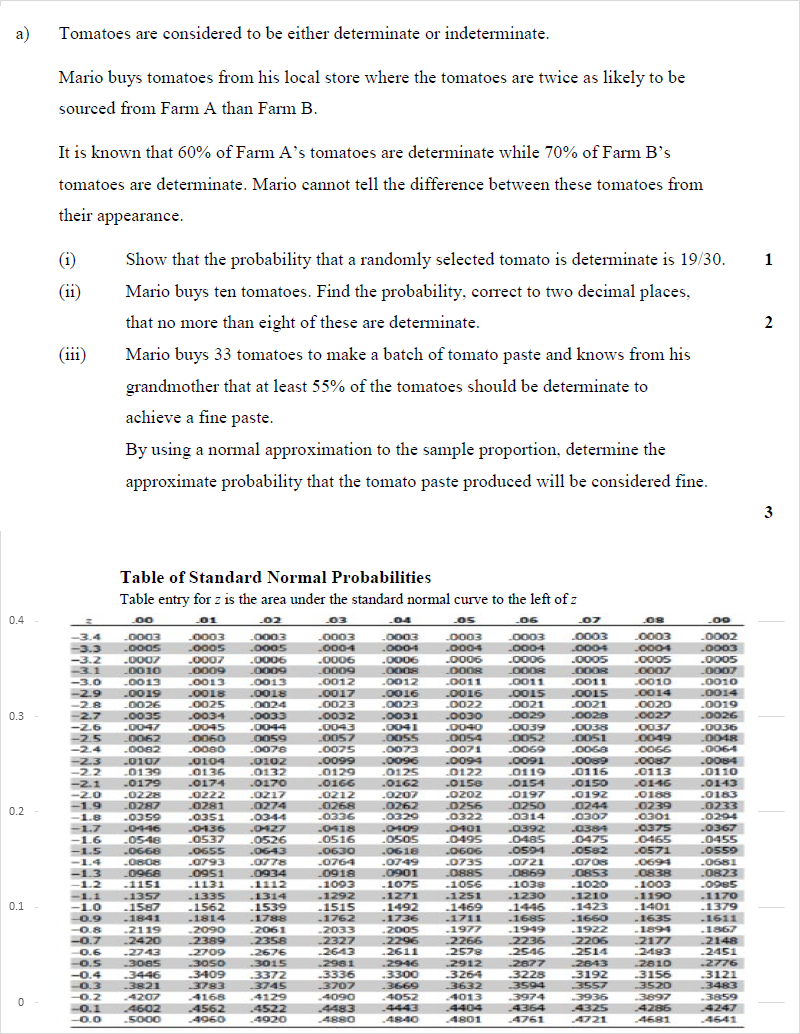 a) Tomatoes are considered to be either determinate or indeterminate.
Mario buys tomatoes from his local store where the tomatoes are twice as likely to be
sourced from Farm A than Farm B.
It is known that 60% of Farm A’s tomatoes are determinate while 70% of Farm B’s
tomatoes are determinate. Mario cannot tell the difference between these tomatoes from
their appearance.
(i) Show that the probability that a randomly selected tomato is determinate is 19/30. 1
(ii) Mario buys ten tomatoes. Find the probability, correct to two decimal places,
that no more than eight of these are determinate. 2
(iii) Mario buys 33 tomatoes to make a batch of tomato paste and knows from his
grandmother that at least 55% of the tomatoes should be determinate to
achieve a fine paste.
By using a normal approximation to the sample proportion, determine the
approximate probability that the tomato paste produced will be considered fine.
3
Table of Standard Normal Probabilities
Table entry for z is the area under the standard normal curve to the left of z
0.4
z .00 .01 .02 .03 .04 .05 .06 .07 .08 .09
−3.4 .0003 .0003 .0003 .0003 .0003 .0003 .0003 .0003 .0003 .0002
−3.3 .0005 .0005 .0005 .0004 .0004 .0004 .0004 .0004 .0004 .0003
−3.2 .0007 .0007 .0006 .0006 .0006 .0006 .0006 .0005 .0005 .0005
−3.1 .0010 .0009 .0009 .0009 .0008 .0008 .0008 .0008 .0007 .0007
−3.0 .0013 .0013 .0013 .0012 .0012 .0011 .0011 .0011 .0010 .0010
−2.9 .0019 .0018 .0018 .0017 .0016 .0016 .0015 .0015 .0014 .0014
−2.8 .0026 .0025 .0024 .0023 .0023 .0022 .0021 .0021 .0020 .0019
0.3
−2.7 .0035 .0034 .0033 .0032 .0031 .0030 .0029 .0028 .0027 .0026
−2.6 .0047 .0045 .0044 .0043 .0041 .0040 .0039 .0038 .0037 .0036
−2.5 .0062 .0060 .0059 .0057 .0055 .0054 .0052 .0051 .0049 .0048
−2.4 .0082 .0080 .0078 .0075 .0073 .0071 .0069 .0068 .0066 .0064
−2.3 .0107 .0104 .0102 .0099 .0096 .0094 .0091 .0089 .0087 .0084
−2.2 .0139 .0136 .0132 .0129 .0125 .0122 .0119 .0116 .0113 .0110
−2.1 .0179 .0174 .0170 .0166 .0162 .0158 .0154 .0150 .0146 .0143
−2.0 .0228 .0222 .0217 .0212 .0207 .0202 .0197 .0192 .0188 .0183
−1.9 .0287 .0281 .0274 .0268 .0262 .0256 .0250 .0244 .0239 .0233
0.2
−1.8 .0359 .0351 .0344 .0336 .0329 .0322 .0314 .0307 .0301 .0294
−1.7 .0446 .0436 .0427 .0418 .0409 .0401 .0392 .0384 .0375 .0367
−1.6 .0548 .0537 .0526 .0516 .0505 .0495 .0485 .0475 .0465 .0455
−1.5 .0668 .0655 .0643 .0630 .0618 .0606 .0594 .0582 .0571 .0559
−1.4 .0808 .0793 .0778 .0764 .0749 .0735 .0721 .0708 .0694 .0681
−1.3 .0968 .0951 .0934 .0918 .0901 .0885 .0869 .0853 .0838 .0823
−1.2 .1151 .1131 .1112 .1093 .1075 .1056 .1038 .1020 .1003 .0985
−1.1 .1357 .1335 .1314 .1292 .1271 .1251 .1230 .1210 .1190 .1170
0.1
−1.0 .1587 .1562 .1539 .1515 .1492 .1469 .1446 .1423 .1401 .1379
−0.9 .1841 .1814 .1788 .1762 .1736 .1711 .1685 .1660 .1635 .1611
−0.8 .2119 .2090 .2061 .2033 .2005 .1977 .1949 .1922 .1894 .1867
−0.7 .2420 .2389 .2358 .2327 .2296 .2266 .2236 .2206 .2177 .2148
−0.6 .2743 .2709 .2676 .2643 .2611 .2578 .2546 .2514 .2483 .2451
−0.5 .3085 .3050 .3015 .2981 .2946 .2912 .2877 .2843 .2810 .2776
−0.4 .3446 .3409 .3372 .3336 .3300 .3264 .3228 .3192 .3156 .3121
−0.3 .3821 .3783 .3745 .3707 .3669 .3632 .3594 .3557 .3520 .3483
0
−0.2 .4207 .4168 .4129 .4090 .4052 .4013 .3974 .3936 .3897 .3859
−0.1 .4602 .4562 .4522 .4483 .4443 .4404 .4364 .4325 .4286 .4247
−0.0 .5000 .4960 .4920 .4880 .4840 .4801 .4761 .4721 .4681 .4641